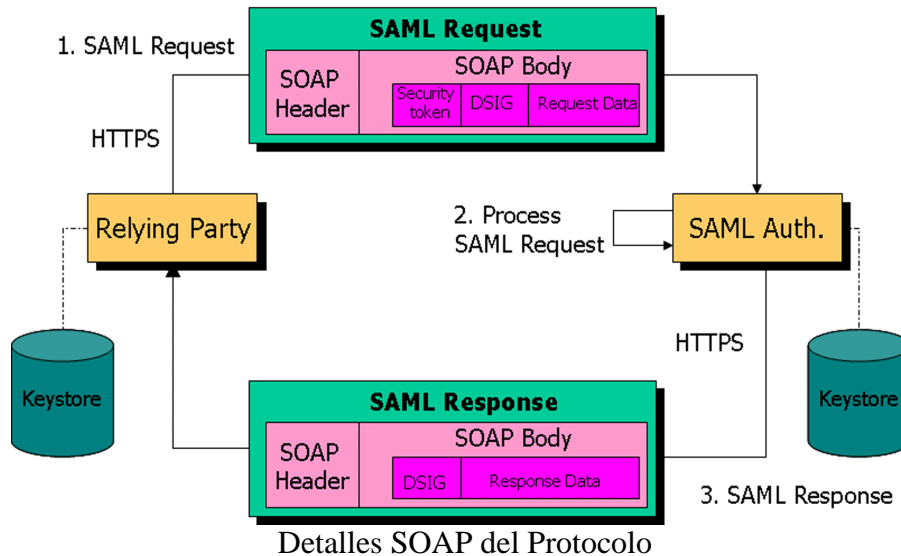 1. SAML Request
SAML Request
SOAP
Header
SOAP Body
Security
token
DSIG
Request Data
HTTPS
Relying Party
2. Process
SAML Request
SAML Auth.
HTTPS
Keystore
Keystore
SAML Response
SOAP
Header
SOAP Body
DSIG
Response Data
3. SAML Response
Detalles SOAP del Protocolo